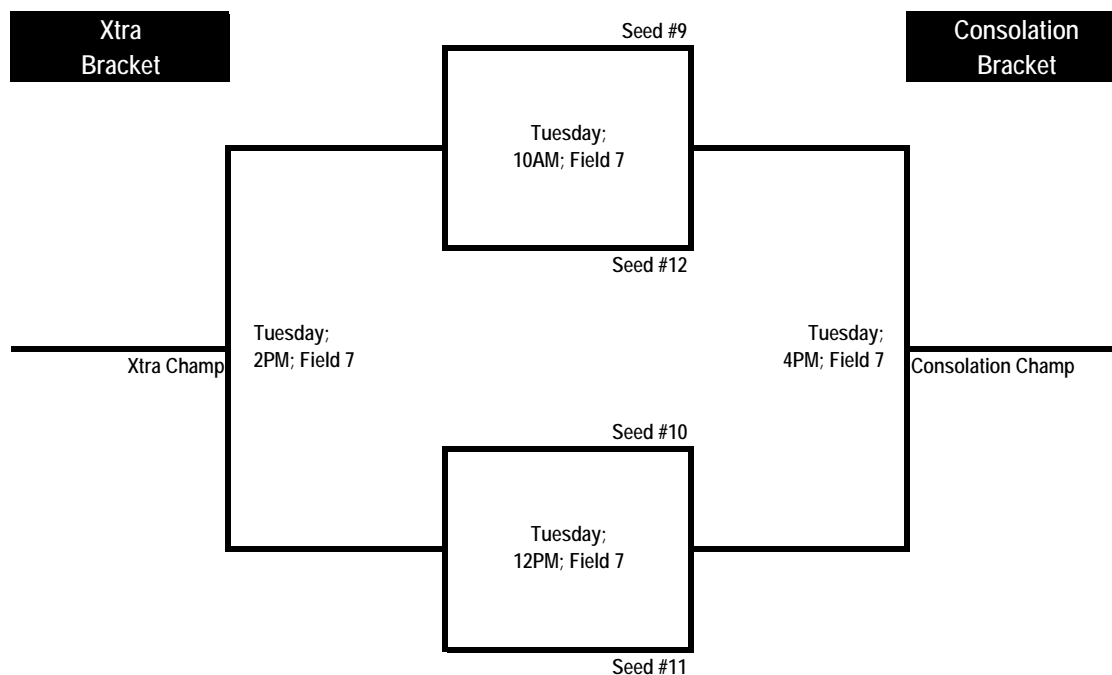 Xtra
Bracket
Seed #9
Consolation
Bracket
Tuesday;
10AM; Field 7
Seed #12
Tuesday;
2PM; Field 7
Xtra Champ
Tuesday;
4PM; Field 7
Consolation Champ
Seed #10
Tuesday;
12PM; Field 7
Seed #11